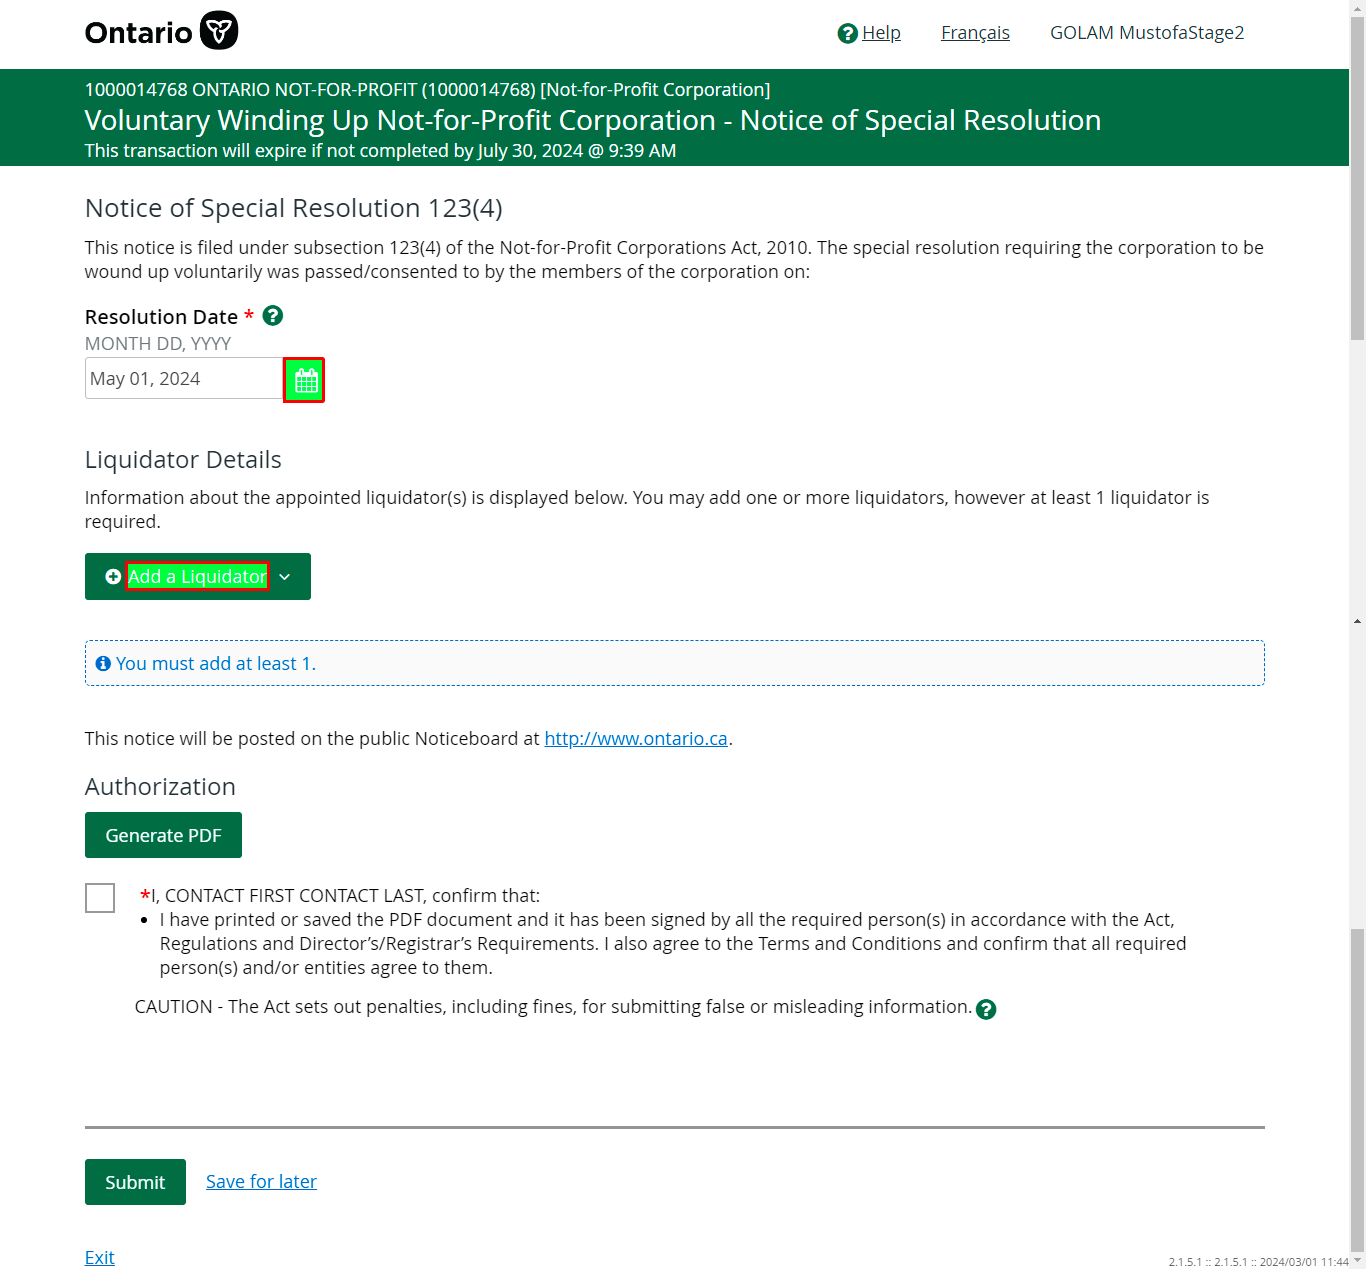 Ontario
Help Français GOLAM MustofaStage2
1000014768 ONTARIO NOT-FOR-PROFIT (1000014768) [Not-for-Profit Corporation]
Voluntary Winding Up Not-for-Profit Corporation - Notice of Special Resolution
This transaction will expire if not completed by July 30, 2024 @ 9:39 AM
Notice of Special Resolution 123(4)
This notice is filed under subsection 123(4) of the Not-for-Profit Corporations Act, 2010. The special resolution requiring the corporation to be
wound up voluntarily was passed/consented to by the members of the corporation on:
Resolution Date *
MONTH DD, YYYY
May 01, 2024
Liquidator Details
Information about the appointed liquidator(s) is displayed below. You may add one or more liquidators, however at least 1 liquidator is
required.
Add a Liquidator
You must add at least 1.
This notice will be posted on the public Noticeboard at http://www.ontario.ca.
Authorization
Generate PDF
*I, CONTACT FIRST CONTACT LAST, confirm that:
• I have printed or saved the PDF document and it has been signed by all the required person(s) in accordance with the Act,
Regulations and Director’s/Registrar’s Requirements. I also agree to the Terms and Conditions and confirm that all required
person(s) and/or entities agree to them.
CAUTION - The Act sets out penalties, including fines, for submitting false or misleading information.
Submit Save for later
Exit
2.1.5.1 :: 2.1.5.1 :: 2024/03/01 11:44